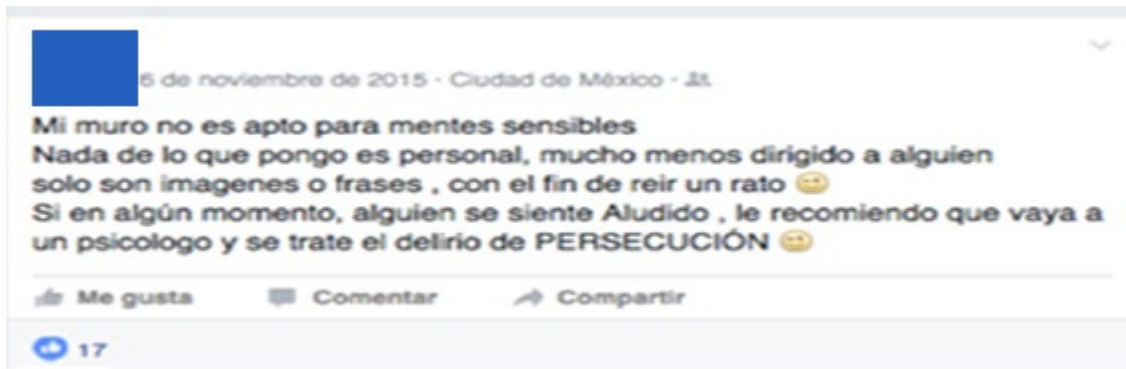 6 de noviembre de 2015 · Ciudad de México ·
Mi muro no es apto para mentes sensibles
Nada de lo que pongo es personal, mucho menos dirigido a alguien
solo son imagenes o frases , con el fin de reir un rato
Si en algún momento, alguien se siente Aludido , le recomiendo que vaya a
un psicologo y se trate el delirio de PERSECUCIÓN
Me gusta Comentar Compartir
17